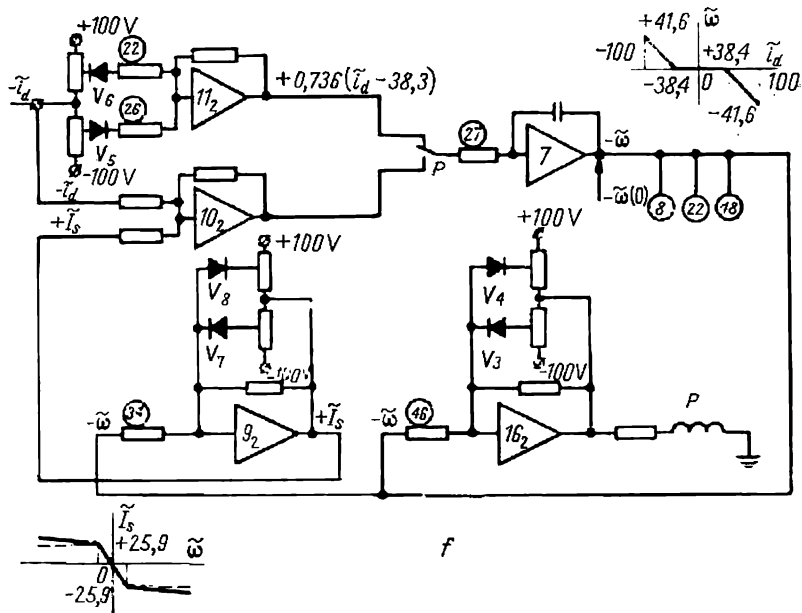 +100 V
22
-ĩd
V6
26
V5
-100 V
11₂
+0,736(ĩd-38,3)
-ĩd
+Ĩs
10₂
P
27
7
-ω̃
-ω̃(0)
8
22
18
+41,6
ω̃
-100
+38,4
ĩd
-38,4
0
100
-41,6
+100 V
V8
V7
-100V
-ω̃
9₂
+Ĩs
+100 V
V4
V3
-100V
-ω̃
46
16₂
P
Ĩs
+25,9
ω̃
0
-25,9
f